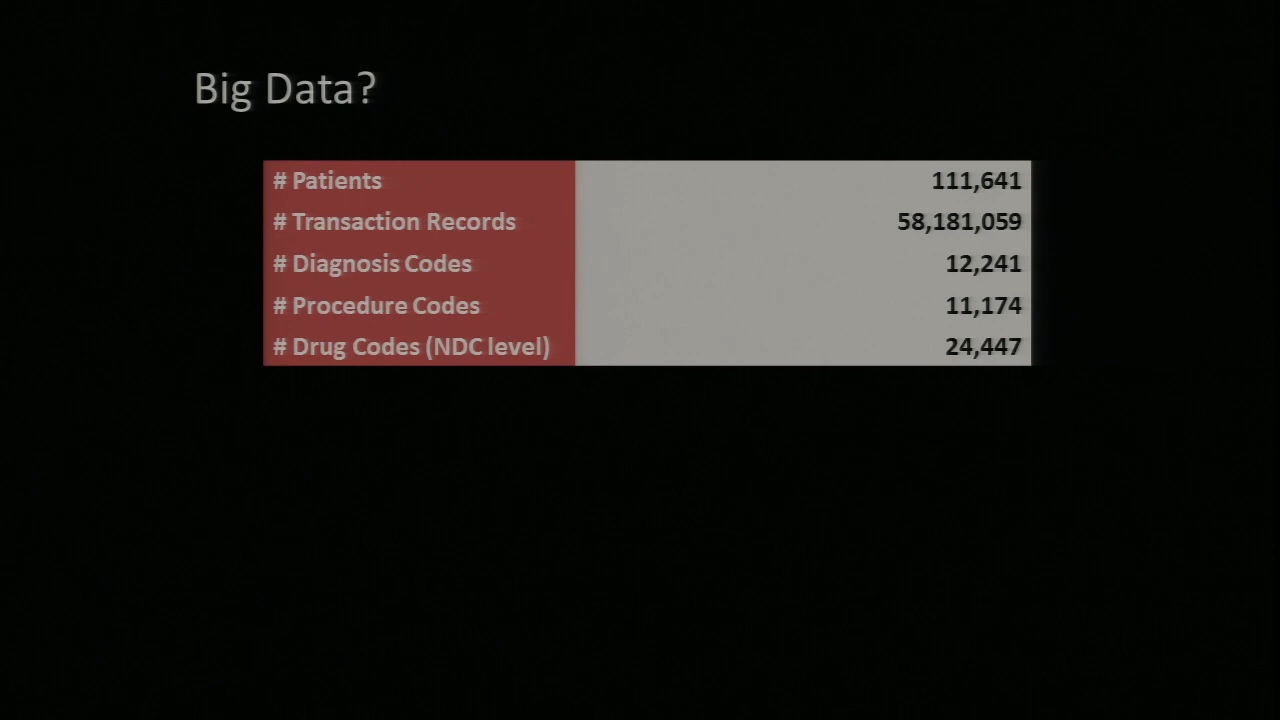 Big Data?
# Patients 111,641
# Transaction Records 58,181,059
# Diagnosis Codes 12,241
# Procedure Codes 11,174
# Drug Codes (NDC level) 24,447